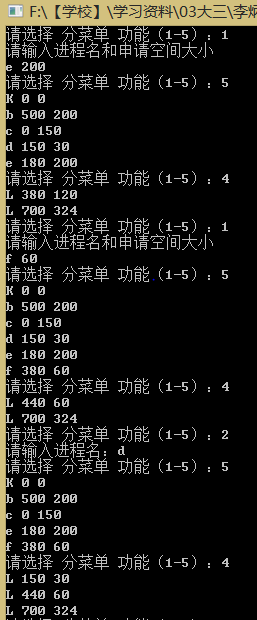 F:\【学校】\学习资料\03大三\李炳
请选择 分菜单 功能（1-5）：1
请输入进程名和申请空间大小
e 200
请选择 分菜单 功能（1-5）：5
K 0 0
b 500 200
c 0 150
d 150 30
e 180 200
请选择 分菜单 功能（1-5）：4
L 380 120
L 700 324
请选择 分菜单 功能（1-5）：1
请输入进程名和申请空间大小
f 60
请选择 分菜单 功能（1-5）：5
K 0 0
b 500 200
c 0 150
d 150 30
e 180 200
f 380 60
请选择 分菜单 功能（1-5）：4
L 440 60
L 700 324
请选择 分菜单 功能（1-5）：2
请输入进程名：d
请选择 分菜单 功能（1-5）：5
K 0 0
b 500 200
c 0 150
e 180 200
f 380 60
请选择 分菜单 功能（1-5）：4
L 150 30
L 440 60
L 700 324